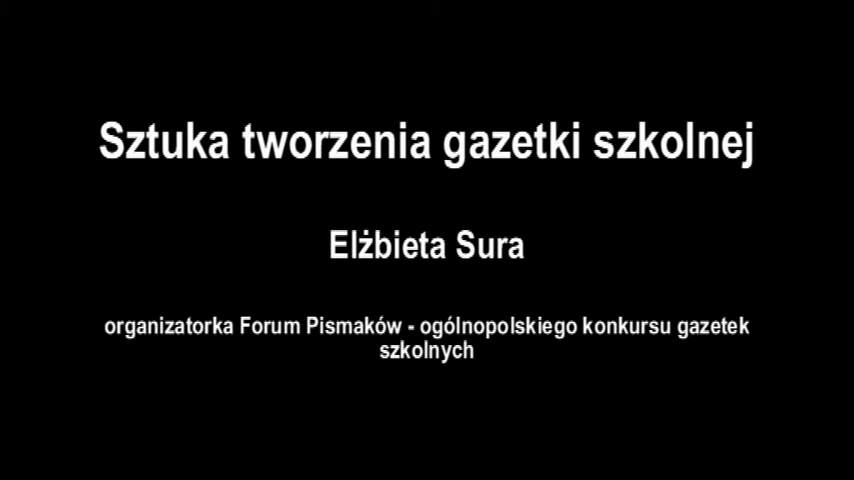 Sztuka tworzenia gazetki szkolnej
Elżbieta Sura
organizatorka Forum Pismaków - ogólnopolskiego konkursu gazetek
szkolnych